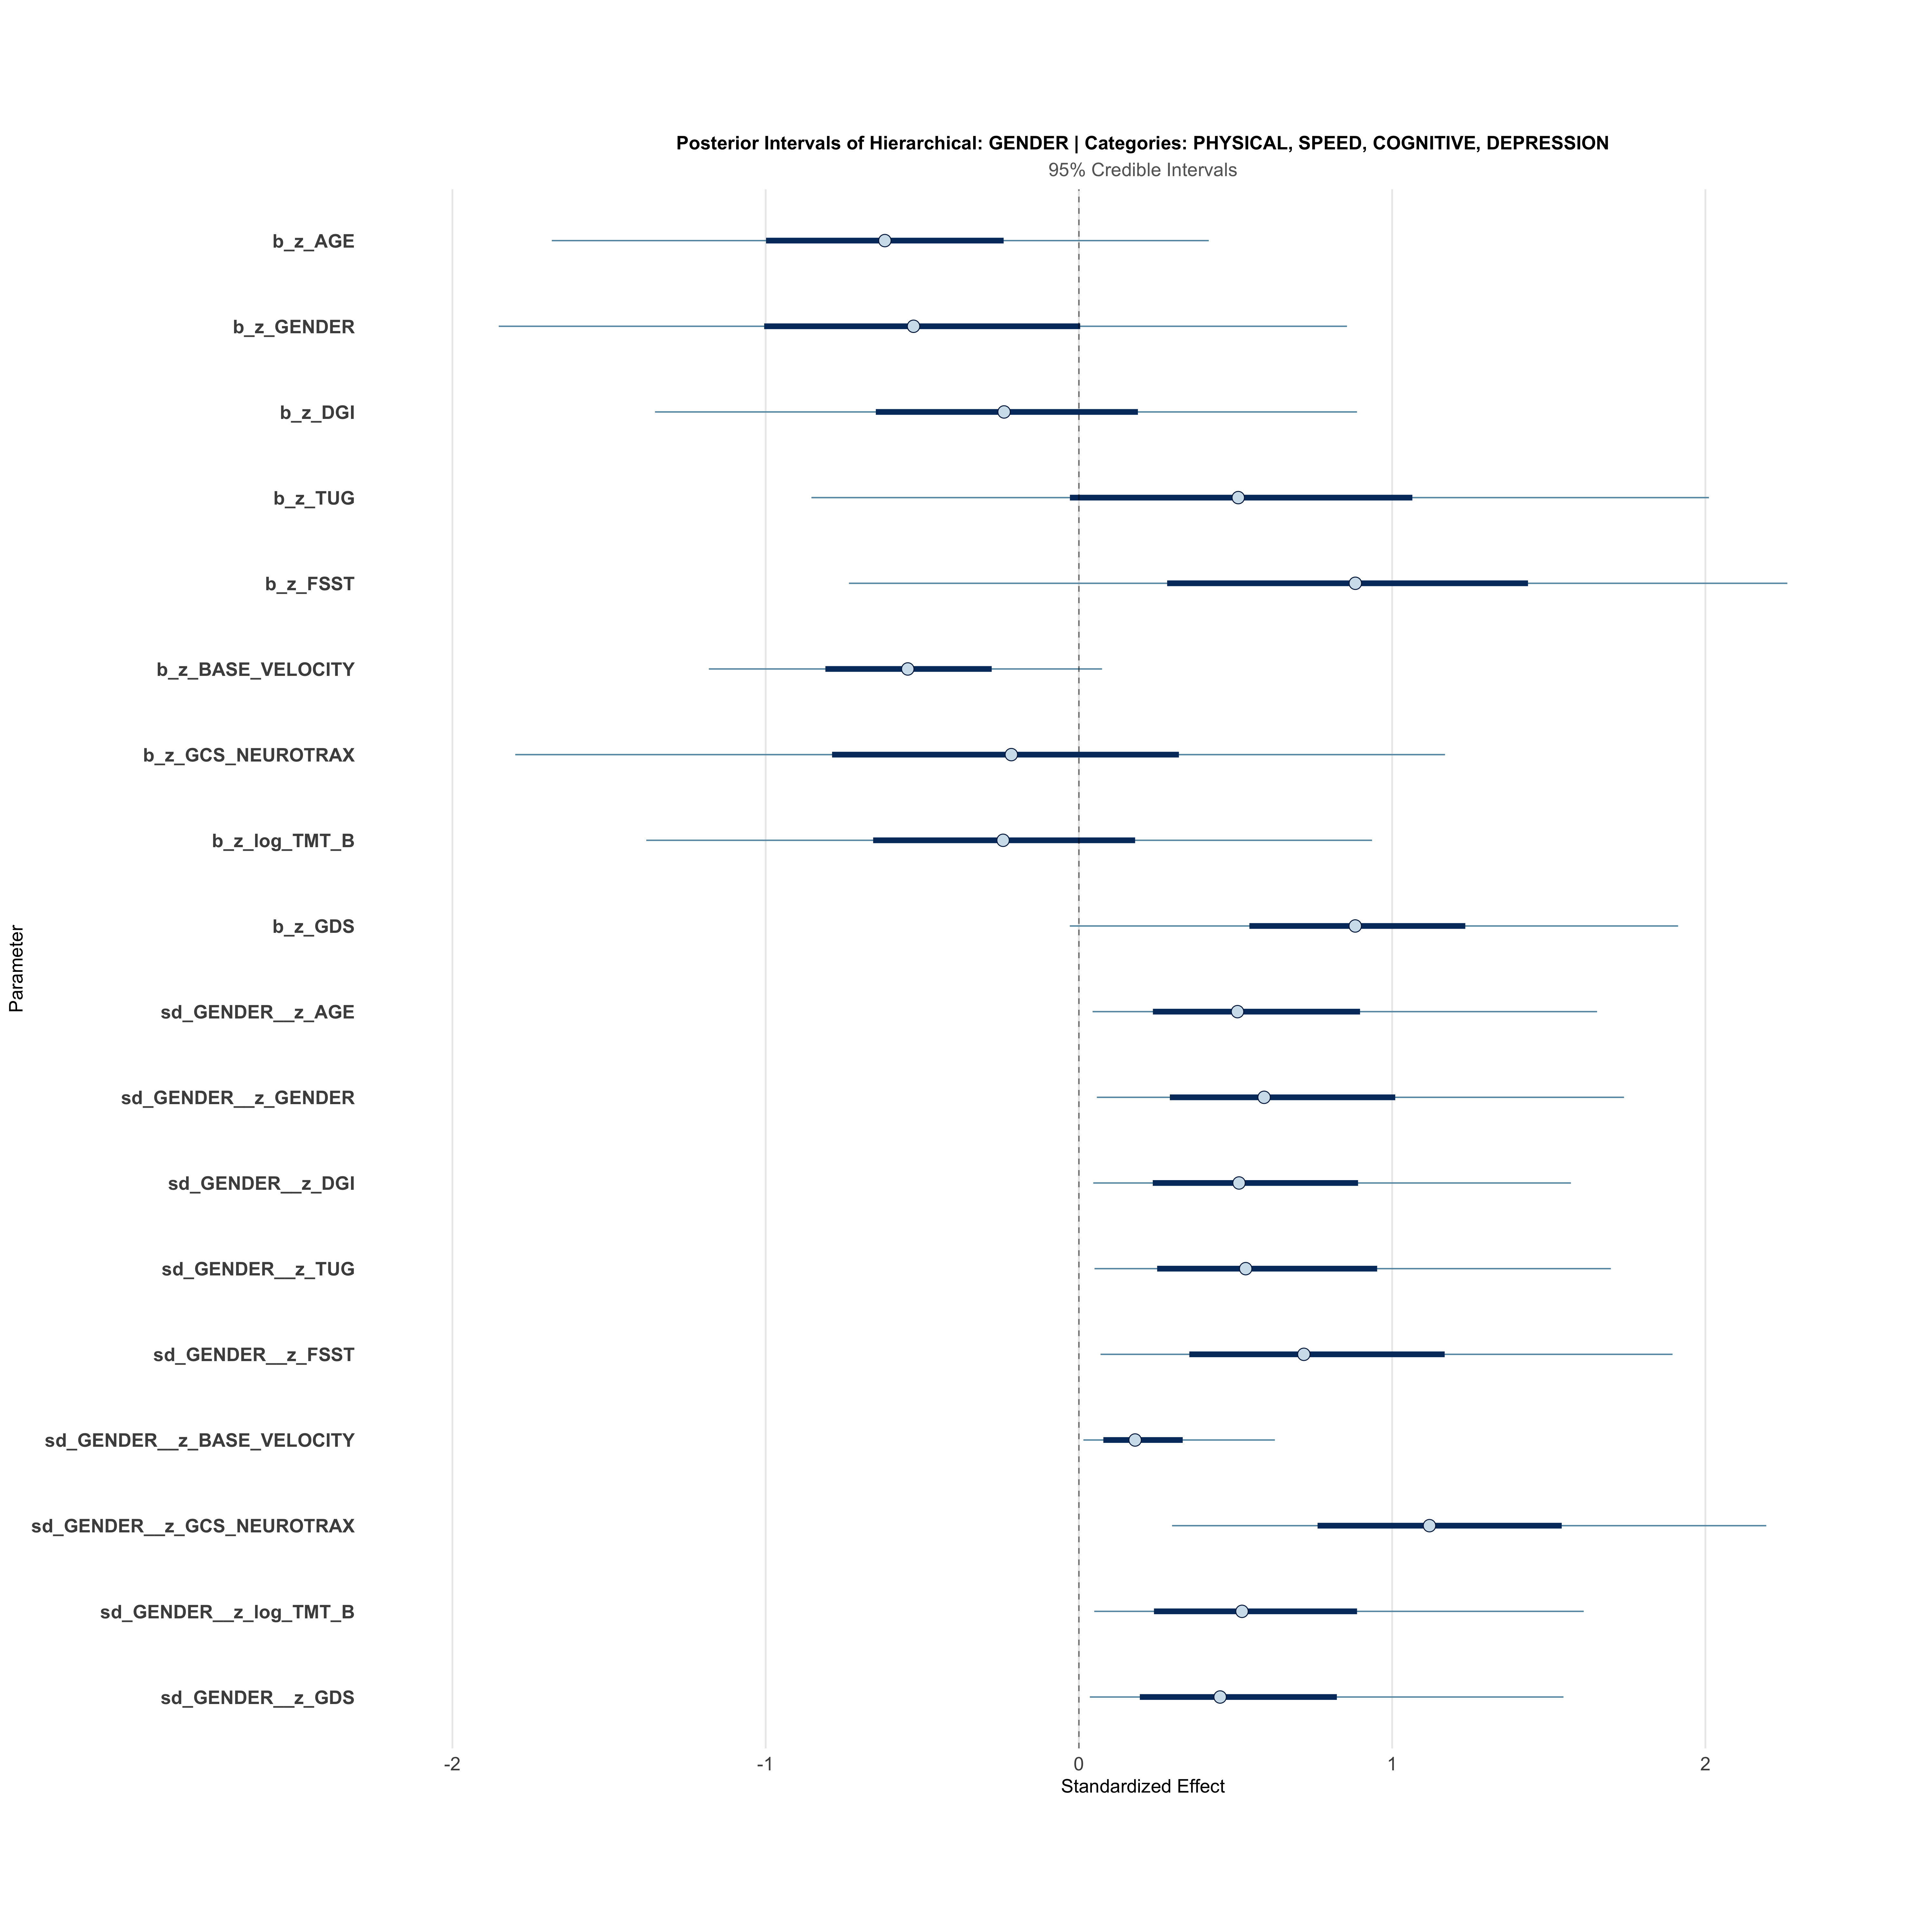 Posterior Intervals of Hierarchical: GENDER | Categories: PHYSICAL, SPEED, COGNITIVE, DEPRESSION
95% Credible Intervals
b_z_AGE
b_z_GENDER
b_z_DGI
b_z_TUG
b_z_FSST
b_z_BASE_VELOCITY
b_z_GCS_NEUROTRAX
b_z_log_TMT_B
b_z_GDS
sd_GENDER__z_AGE
sd_GENDER__z_GENDER
sd_GENDER__z_DGI
sd_GENDER__z_TUG
sd_GENDER__z_FSST
sd_GENDER__z_BASE_VELOCITY
sd_GENDER__z_GCS_NEUROTRAX
sd_GENDER__z_log_TMT_B
sd_GENDER__z_GDS
Parameter
-2 -1 0 1 2
Standardized Effect